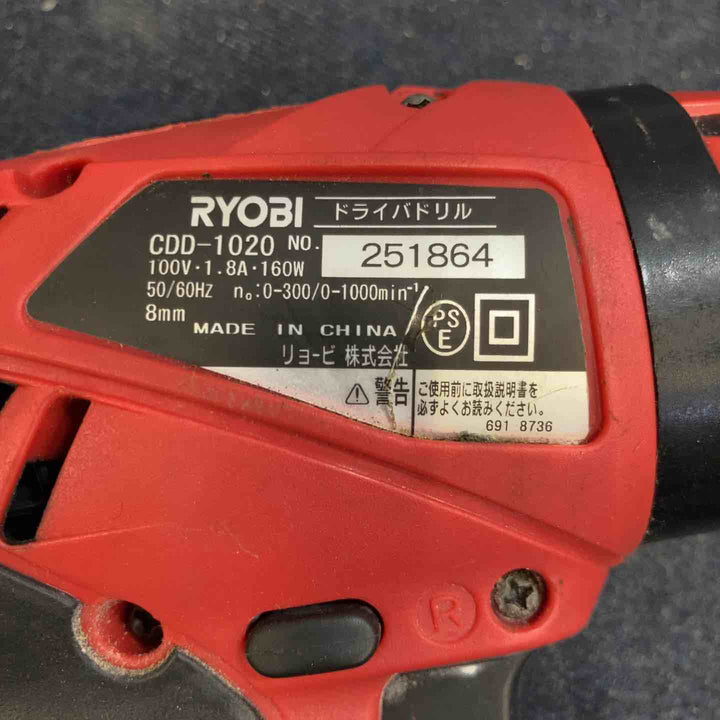 RYOBI ドライバドリル
CDD-1020 NO. 251864
100V・1.8A・160W
50/60HZ n₀:0-300/0-1000min⁻¹
8mm
MADE IN CHINA
PS
E
リョービ 株式会社
⚠ 警告 ご使用前に取扱説明書を
必ずよくお読みください。
691 8736
R